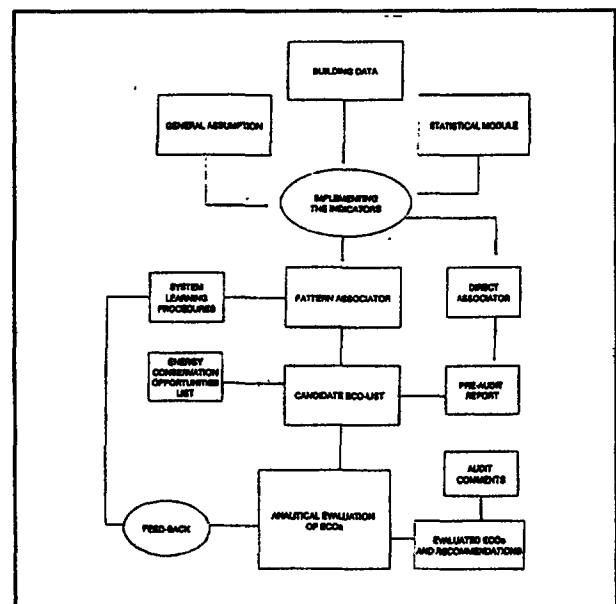 BUILDING DATA
GENERAL ASSUMPTION
STATISTICAL MODULE
IMPLEMENTING
THE INDICATORS
SYSTEM
LEARNING
PROCEDURES
PATTERN ASSOCIATOR
DIRECT
ASSOCIATOR
ENERGY
CONSERVATION
OPPORTUNITIES
LIST
CANDIDATE ECO-LIST
PRE-AUDIT
REPORT
AUDIT
COMMENTS
FEED-BACK
ANALYTICAL EVALUATION
OF ECOs
EVALUATED ECOs
AND RECOMMENDATIONS